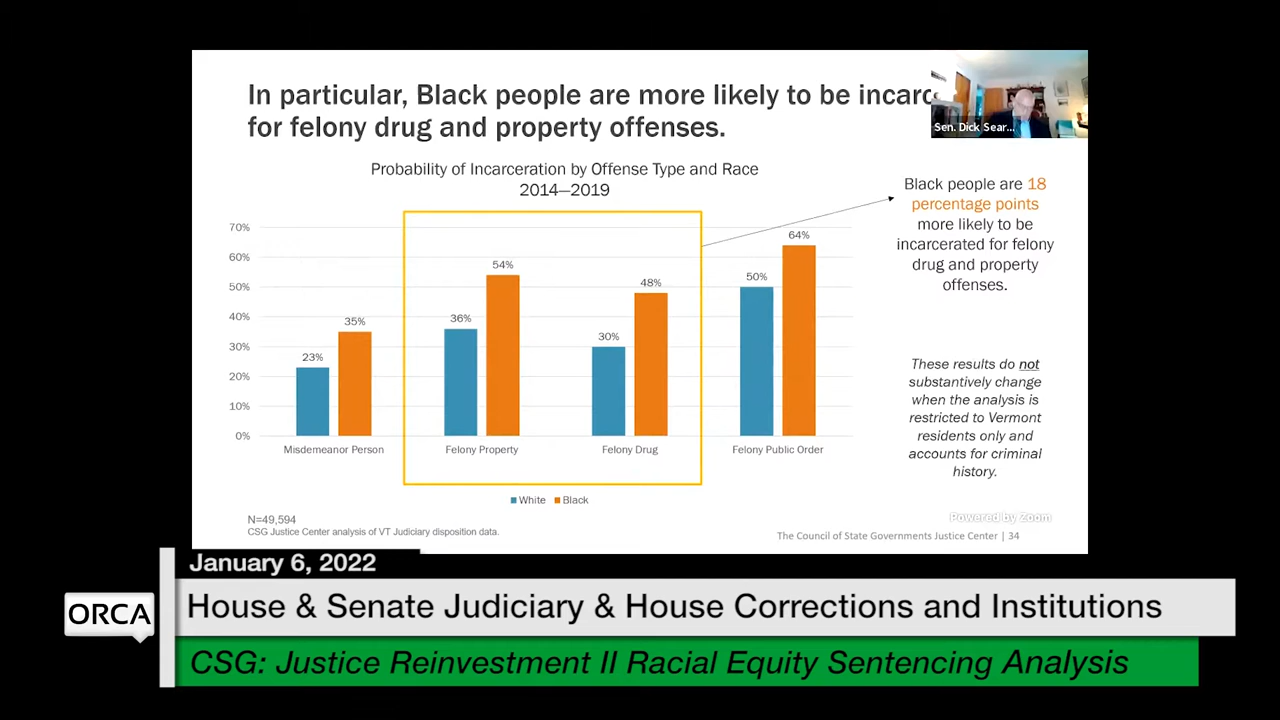 In particular, Black people are more likely to be incarc
for felony drug and property offenses.
Sen. Dick Sear...
Probability of Incarceration by Offense Type and Race
2014–2019
Black people are 18
percentage points
more likely to be
incarcerated for felony
drug and property
offenses.
70%
60%
50%
40%
30%
20%
10%
0%
23%
35%
36%
54%
30%
48%
50%
64%
Misdemeanor Person
Felony Property
Felony Drug
Felony Public Order
White
Black
These results do not
substantively change
when the analysis is
restricted to Vermont
residents only and
accounts for criminal
history.
N=49,594
CSG Justice Center analysis of VT Judiciary disposition data.
Powered by Zoom
The Council of State Governments Justice Center | 34
January 6, 2022
ORCA
House & Senate Judiciary & House Corrections and Institutions
CSG: Justice Reinvestment II Racial Equity Sentencing Analysis